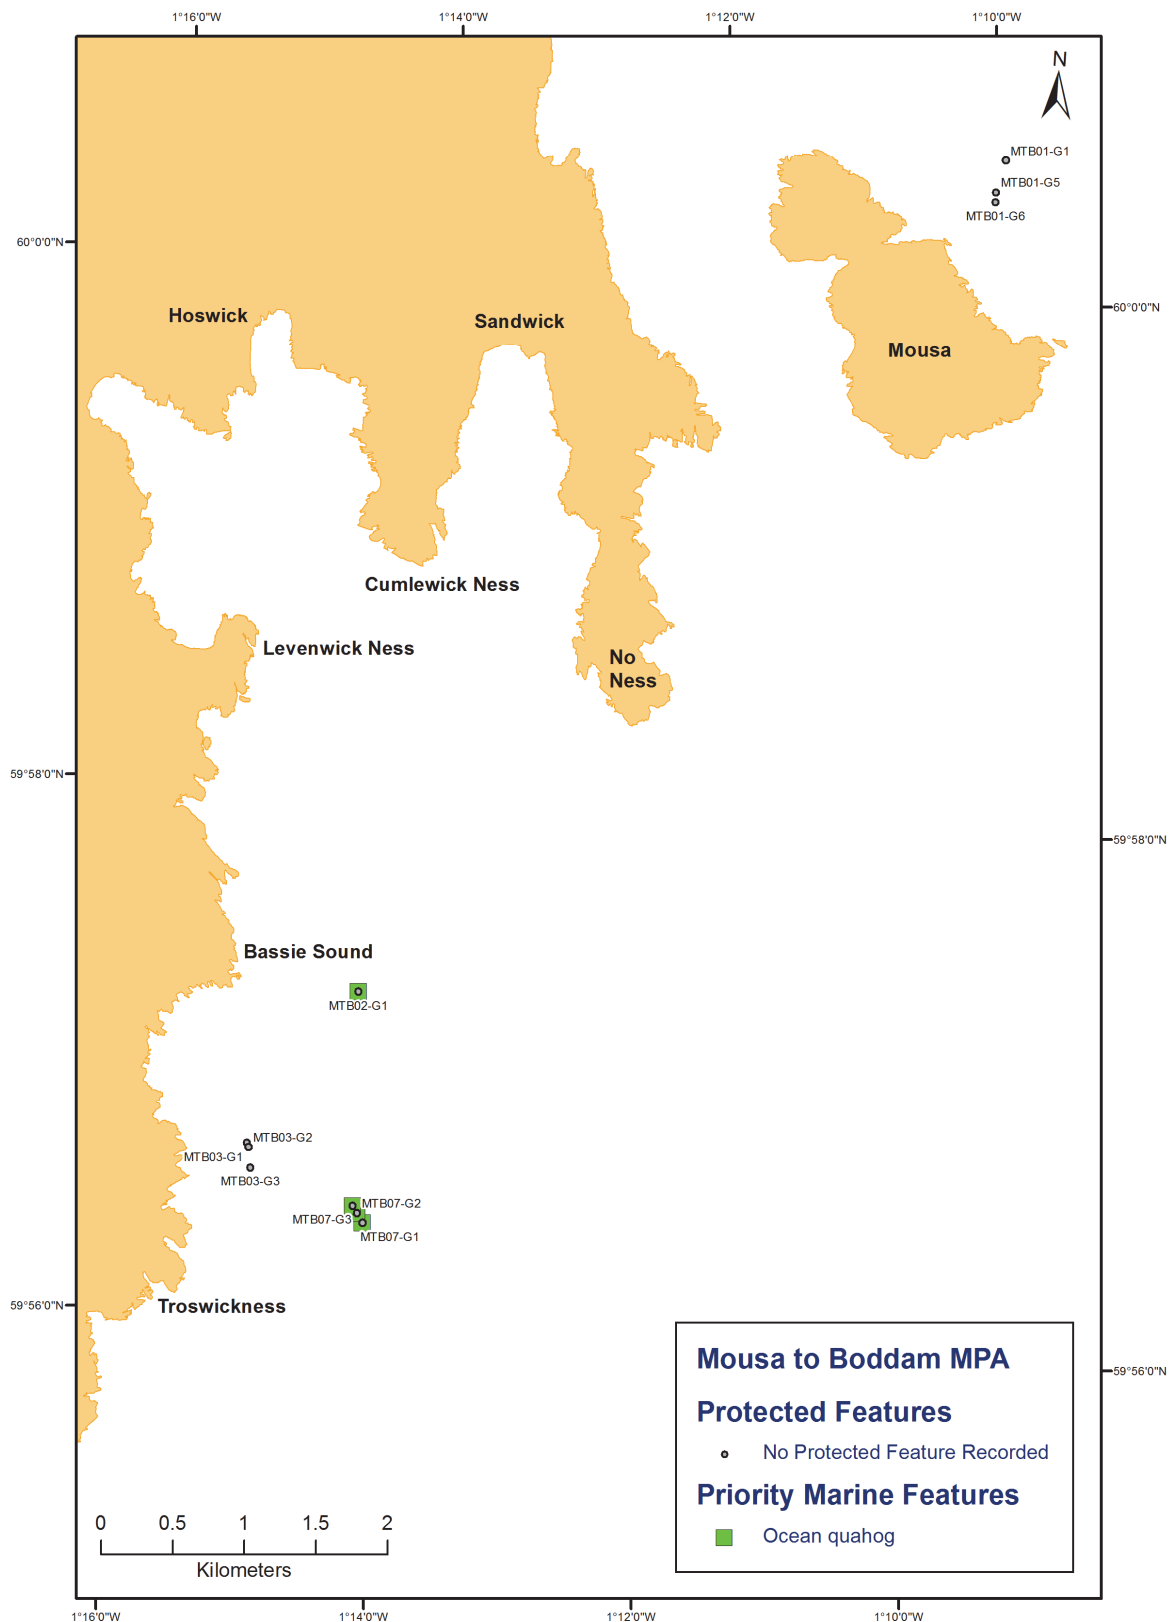 1°16'0"W
1°14'0"W
1°12'0"W
1°10'0"W
N
MTB01-G1
MTB01-G5
MTB01-G6
60°0'0"N
60°0'0"N
Hoswick
Sandwick
Mousa
Cumlewick Ness
Levenwick Ness
No
Ness
59°58'0"N
59°58'0"N
Bassie Sound
MTB02-G1
MTB03-G2
MTB03-G1
MTB03-G3
MTB07-G2
MTB07-G3
MTB07-G1
59°56'0"N
Troswickness
59°56'0"N
Mousa to Boddam MPA
Protected Features
No Protected Feature Recorded
Priority Marine Features
Ocean quahog
0 0.5 1 1.5 2
Kilometers
1°16'0"W
1°14'0"W
1°12'0"W
1°10'0"W